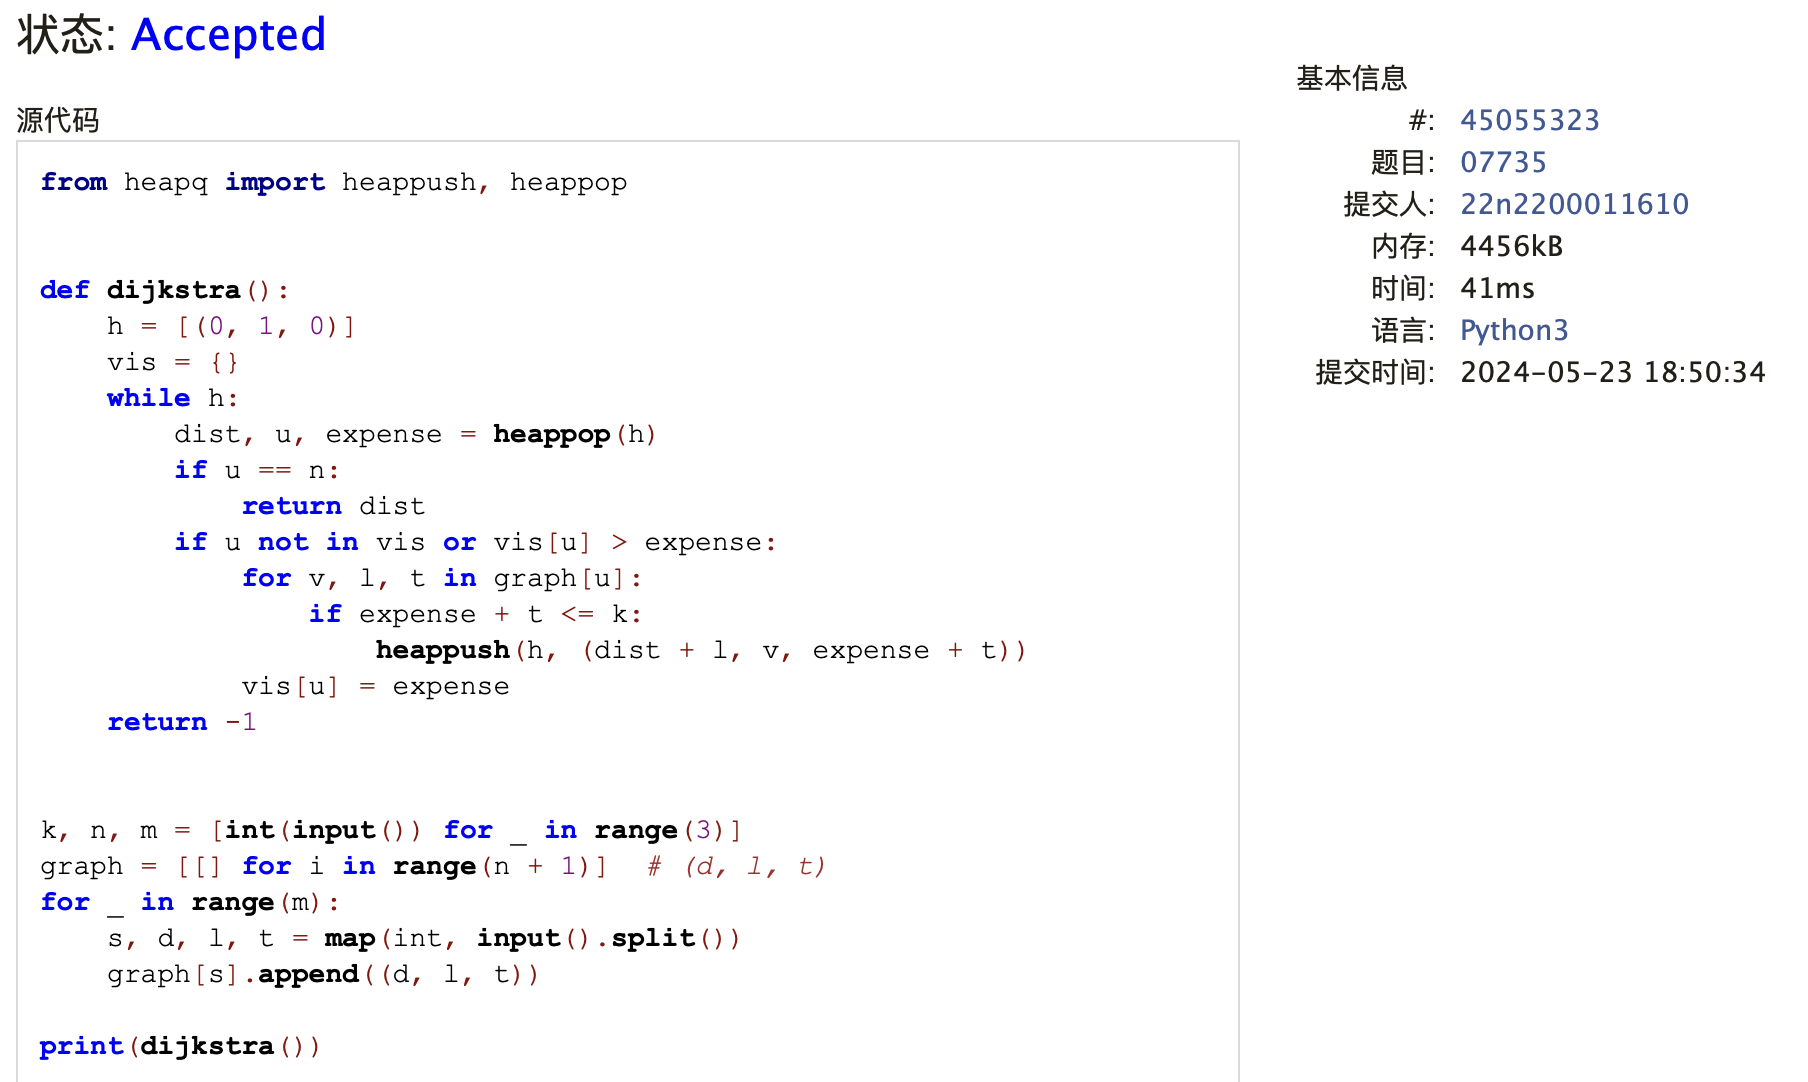 状态: Accepted
源代码
from heapq import heappush, heappop
def dijkstra():
    h = [(0, 1, 0)]
    vis = {}
    while h:
        dist, u, expense = heappop(h)
        if u == n:
            return dist
        if u not in vis or vis[u] > expense:
            for v, l, t in graph[u]:
                if expense + t <= k:
                    heappush(h, (dist + l, v, expense + t))
            vis[u] = expense
    return -1
k, n, m = [int(input()) for _ in range(3)]
graph = [[] for i in range(n + 1)]  # (d, l, t)
for _ in range(m):
    s, d, l, t = map(int, input().split())
    graph[s].append((d, l, t))
print(dijkstra())
基本信息
#: 45055323
题目: 07735
提交人: 22n2200011610
内存: 4456kB
时间: 41ms
语言: Python3
提交时间: 2024-05-23 18:50:34